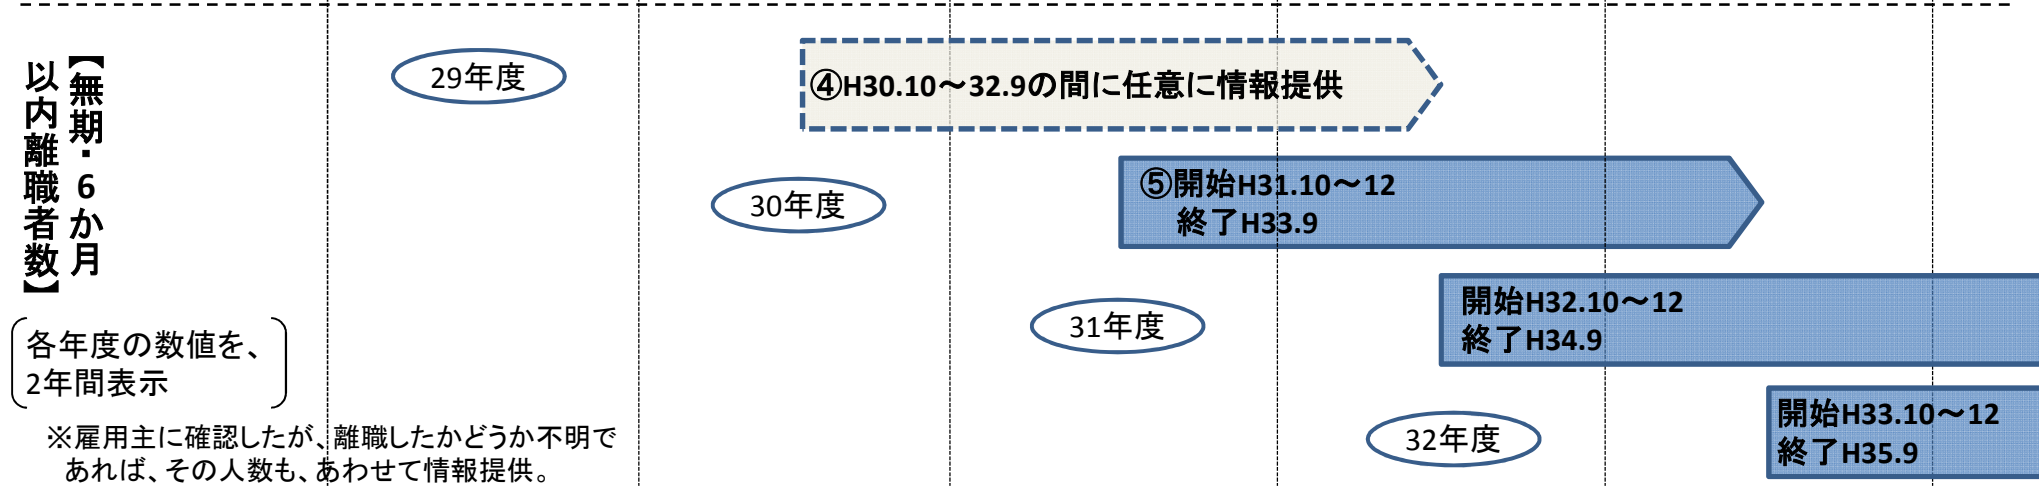 【無期・6か月
以内離職者数】
各年度の数値を、
2年間表示
※雇用主に確認したが、離職したかどうか不明で
あれば、その人数も、あわせて情報提供。
29年度
④H30.10～32.9の間に任意に情報提供
30年度
⑤開始H31.10～12
終了H33.9
31年度
開始H32.10～12
終了H34.9
32年度
開始H33.10～12
終了H35.9